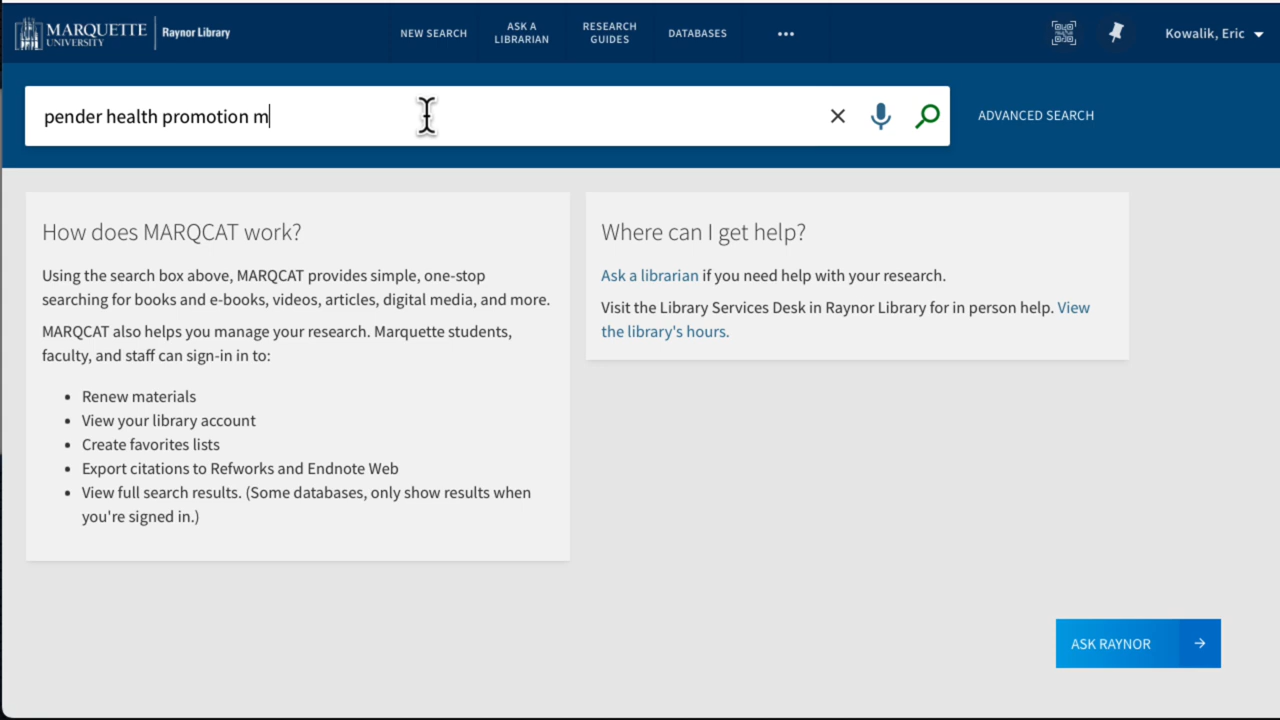 MARQUETTE
UNIVERSITY
Raynor Library
NEW SEARCH
ASK A
LIBRARIAN
RESEARCH
GUIDES
DATABASES
Kowalik, Eric
pender health promotion m
ADVANCED SEARCH
How does MARQCAT work?
Using the search box above, MARQCAT provides simple, one-stop
searching for books and e-books, videos, articles, digital media, and more.
MARQCAT also helps you manage your research. Marquette students,
faculty, and staff can sign-in in to:
• Renew materials
• View your library account
• Create favorites lists
• Export citations to Refworks and Endnote Web
• View full search results. (Some databases, only show results when
you're signed in.)
Where can I get help?
Ask a librarian if you need help with your research.
Visit the Library Services Desk in Raynor Library for in person help. View
the library's hours.
ASK RAYNOR